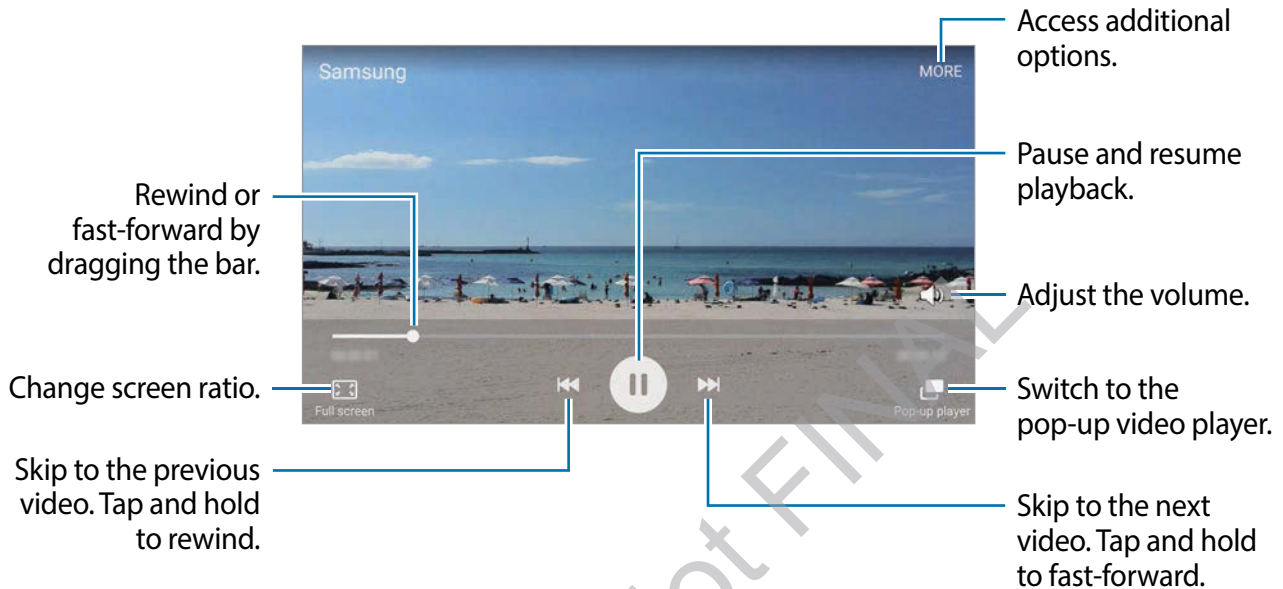 Access additional
options.
Samsung
MORE
Pause and resume
playback.
Rewind or
fast-forward by
dragging the bar.
Adjust the volume.
Change screen ratio.
Full screen
Pop-up player
Switch to the
pop-up video player.
Skip to the previous
video. Tap and hold
to rewind.
Skip to the next
video. Tap and hold
to fast-forward.
ot FINAL